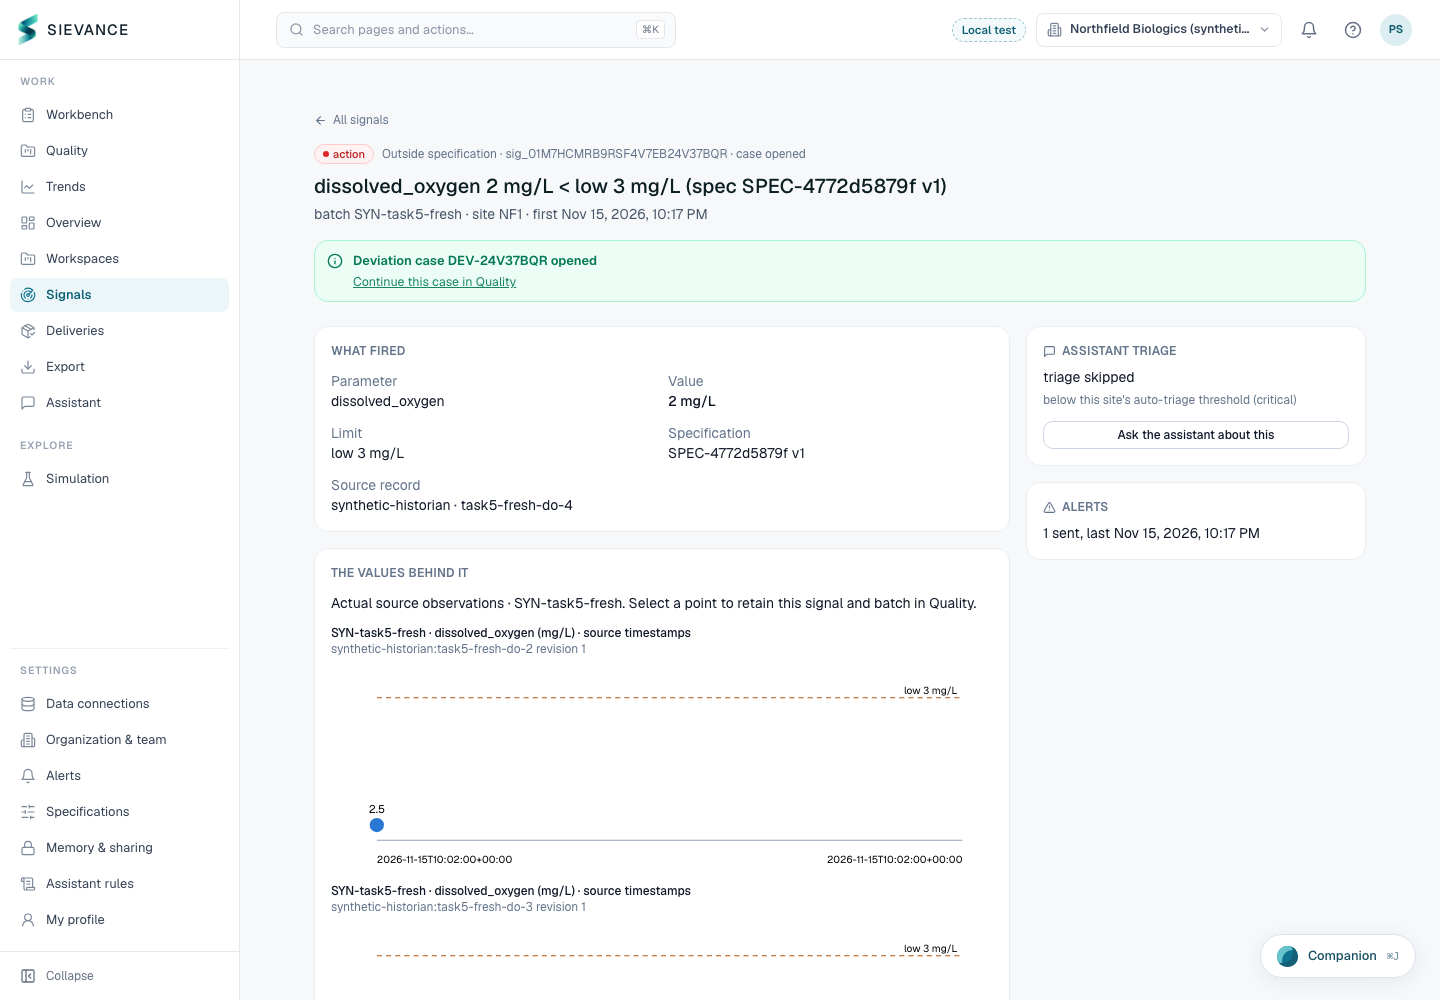 SIEVANCE
Search pages and actions...
⌘K
Local test
Northfield Biologics (syntheti...
PS
WORK
Workbench
Quality
Trends
Overview
Workspaces
Signals
Deliveries
Export
Assistant
EXPLORE
Simulation
SETTINGS
Data connections
Organization & team
Alerts
Specifications
Memory & sharing
Assistant rules
My profile
Collapse
← All signals
action
Outside specification · sig_01M7HCMRB9RSF4V7EB24V37BQR · case opened
dissolved_oxygen 2 mg/L < low 3 mg/L (spec SPEC-4772d5879f v1)
batch SYN-task5-fresh · site NF1 · first Nov 15, 2026, 10:17 PM
Deviation case DEV-24V37BQR opened
Continue this case in Quality
WHAT FIRED
Parameter
dissolved_oxygen
Value
2 mg/L
Limit
low 3 mg/L
Specification
SPEC-4772d5879f v1
Source record
synthetic-historian · task5-fresh-do-4
ASSISTANT TRIAGE
triage skipped
below this site's auto-triage threshold (critical)
Ask the assistant about this
ALERTS
1 sent, last Nov 15, 2026, 10:17 PM
THE VALUES BEHIND IT
Actual source observations · SYN-task5-fresh. Select a point to retain this signal and batch in Quality.
SYN-task5-fresh · dissolved_oxygen (mg/L) · source timestamps
synthetic-historian:task5-fresh-do-2 revision 1
low 3 mg/L
2.5
2026-11-15T10:02:00+00:00
2026-11-15T10:02:00+00:00
SYN-task5-fresh · dissolved_oxygen (mg/L) · source timestamps
synthetic-historian:task5-fresh-do-3 revision 1
low 3 mg/L
Companion ⌘J